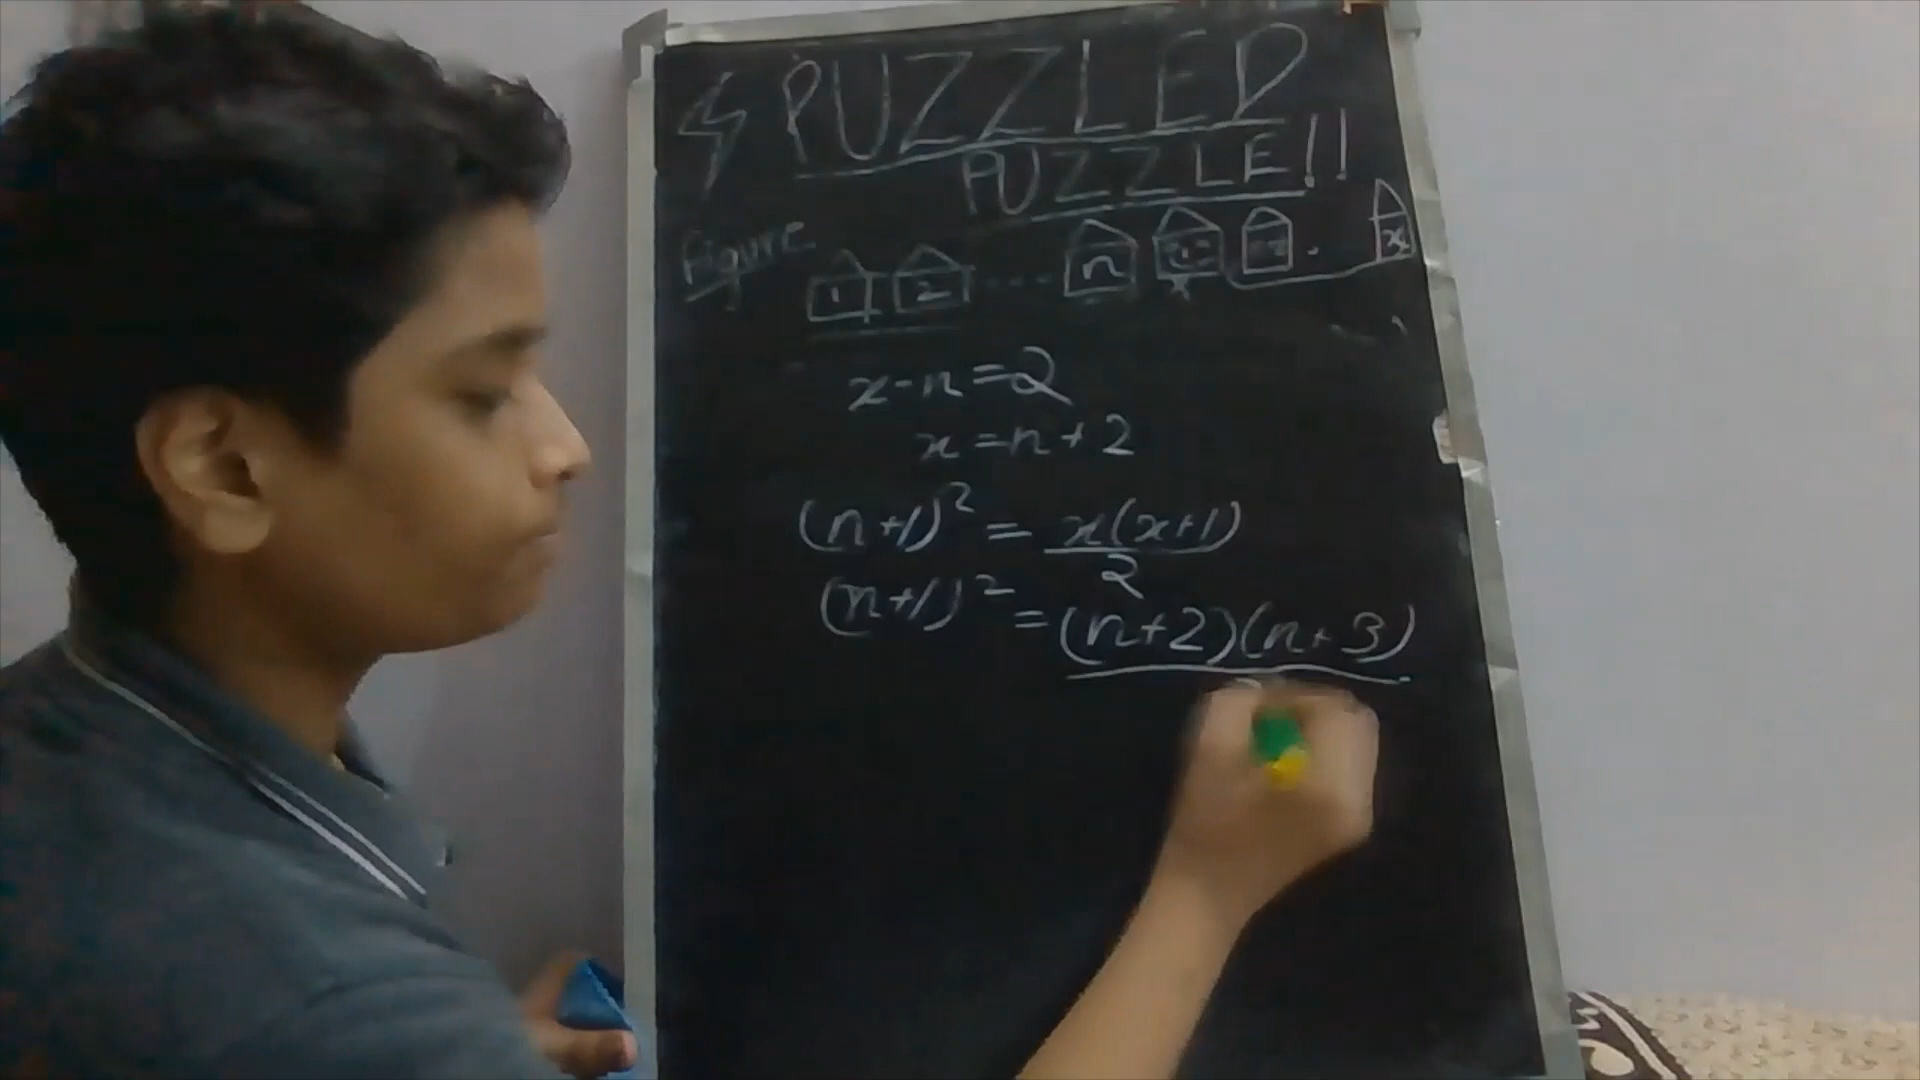 PUZZLED
PUZZLE!!
Figure
1 2 ... n . x
x-n=2
x=n+2
(n+1)² = x(x+1)
2
(n+1)² = (n+2)(n+3)